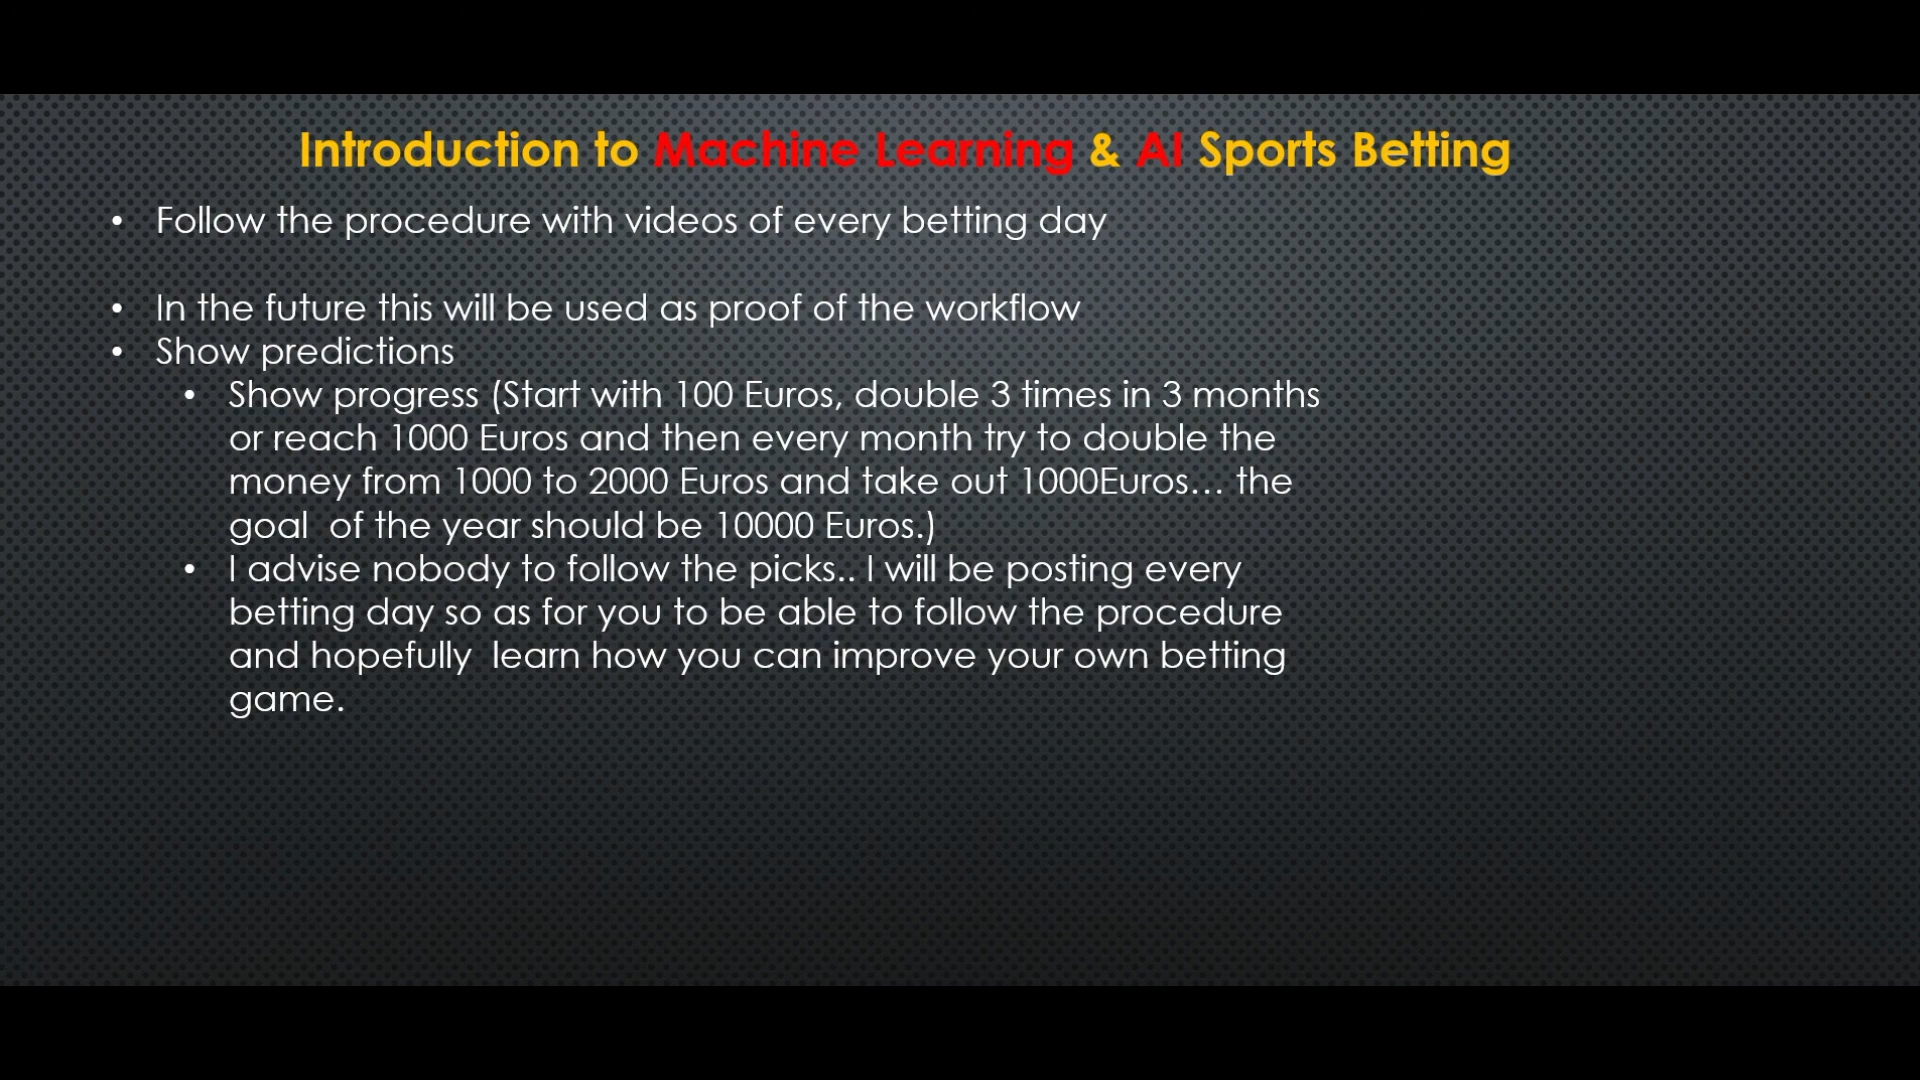 Introduction to Machine Learning & AI Sports Betting
• Follow the procedure with videos of every betting day
• In the future this will be used as proof of the workflow
• Show predictions
• Show progress (Start with 100 Euros, double 3 times in 3 months
or reach 1000 Euros and then every month try to double the
money from 1000 to 2000 Euros and take out 1000Euros... the
goal  of the year should be 10000 Euros.)
• I advise nobody to follow the picks.. I will be posting every
betting day so as for you to be able to follow the procedure
and hopefully  learn how you can improve your own betting
game.